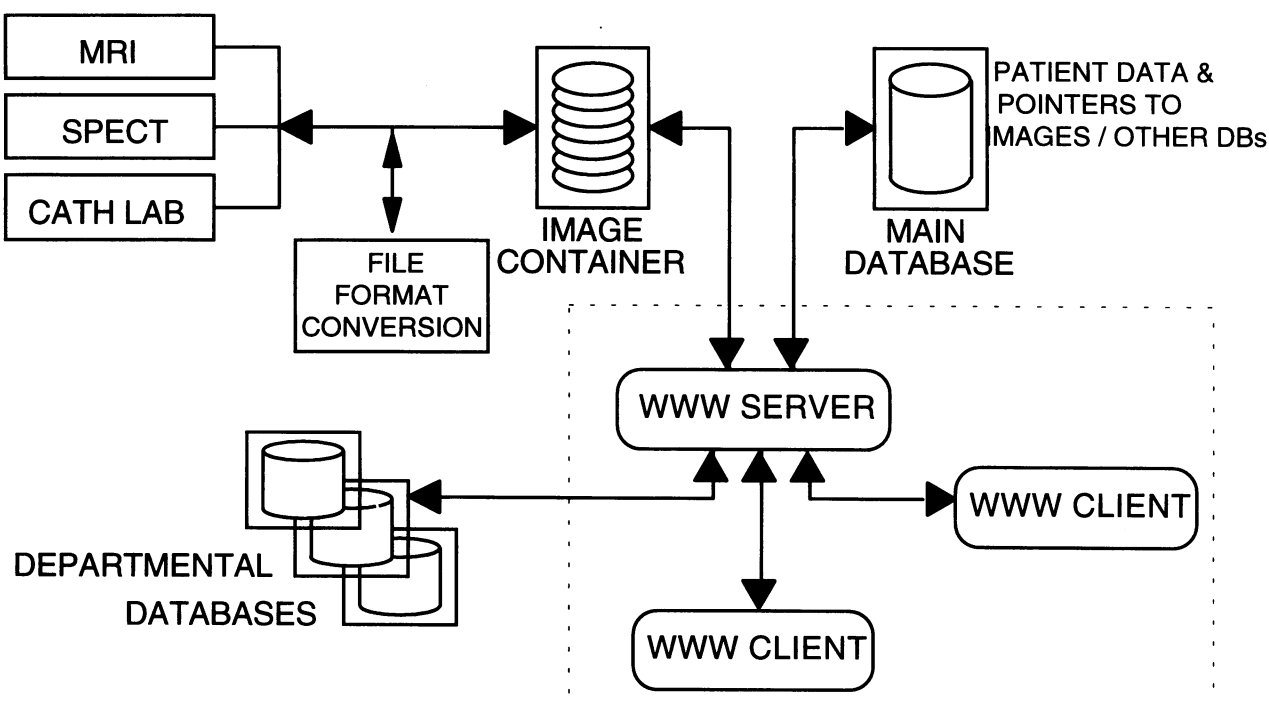 MRI
SPECT
CATH LAB
FILE
FORMAT
CONVERSION
IMAGE
CONTAINER
MAIN
DATABASE
PATIENT DATA &
POINTERS TO
IMAGES / OTHER DBs
WWW SERVER
DEPARTMENTAL
DATABASES
WWW CLIENT
WWW CLIENT